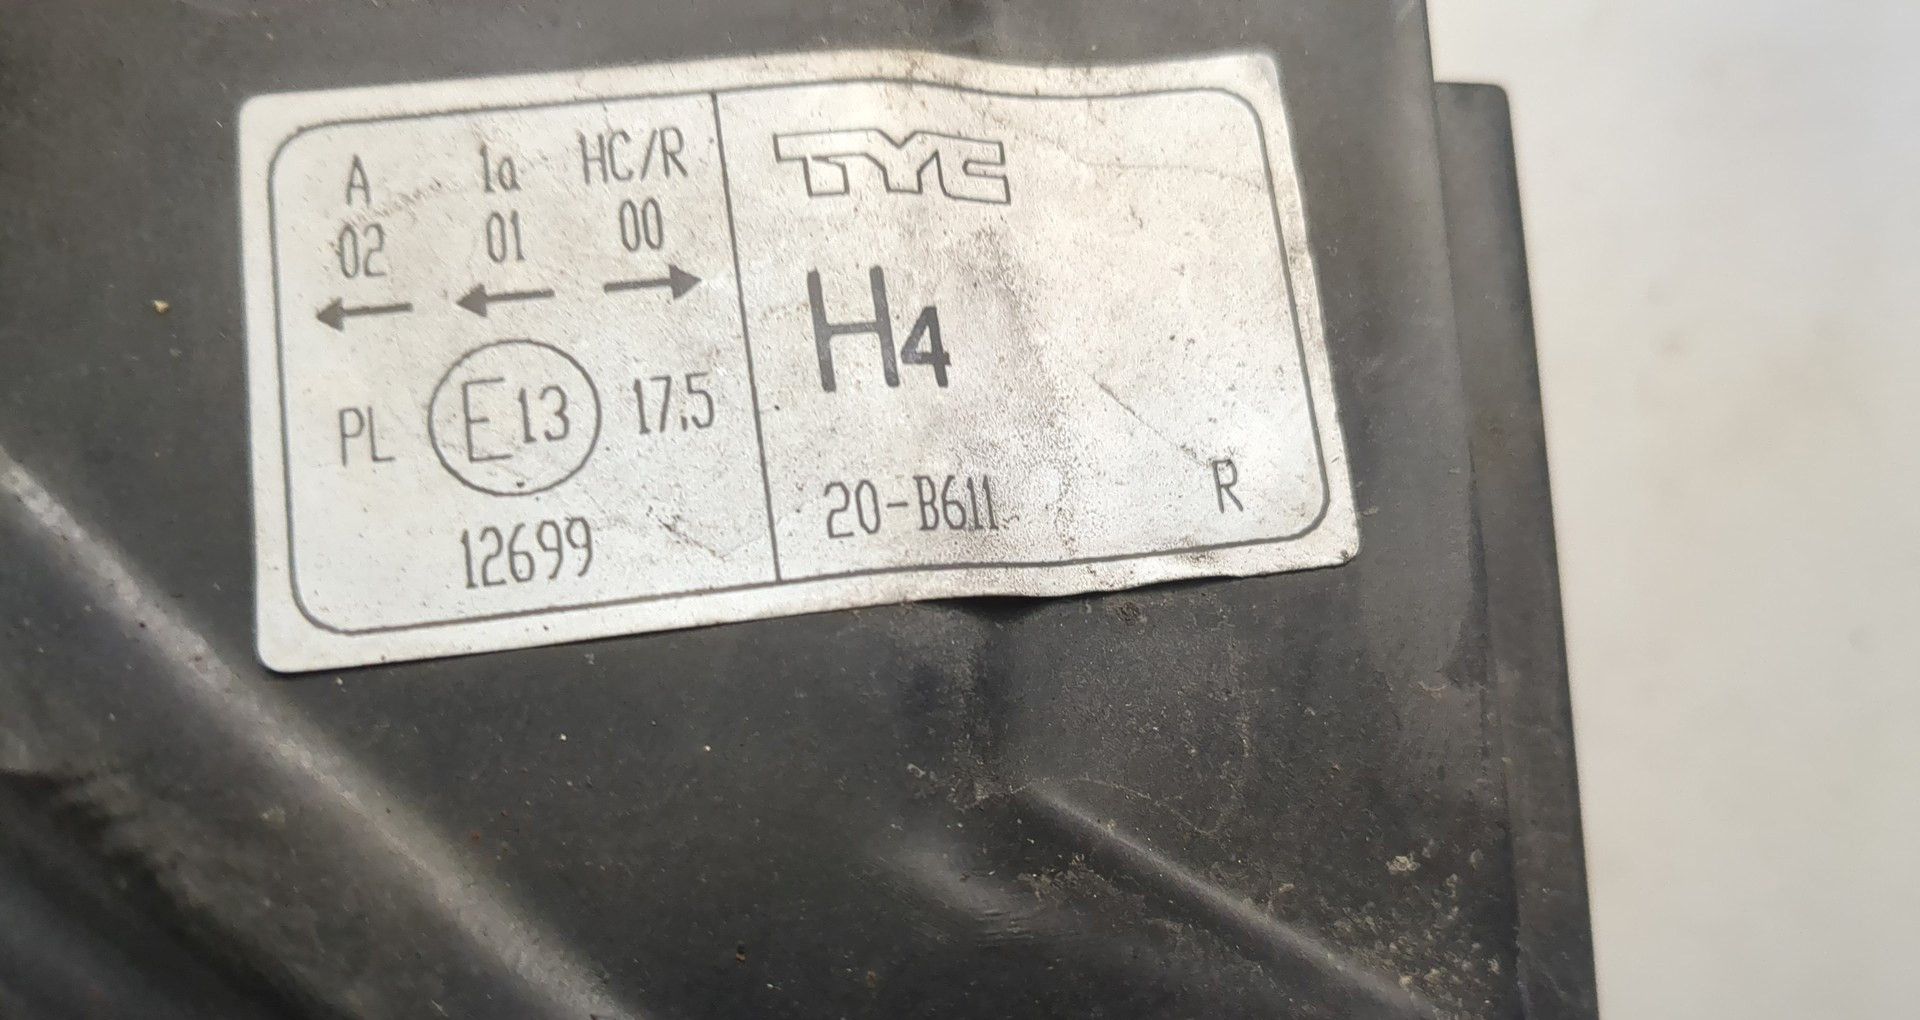 A 1a HC/R
02 01 00
← ← →
PL E13 17.5
12699
TYC
H4
20-B611 R